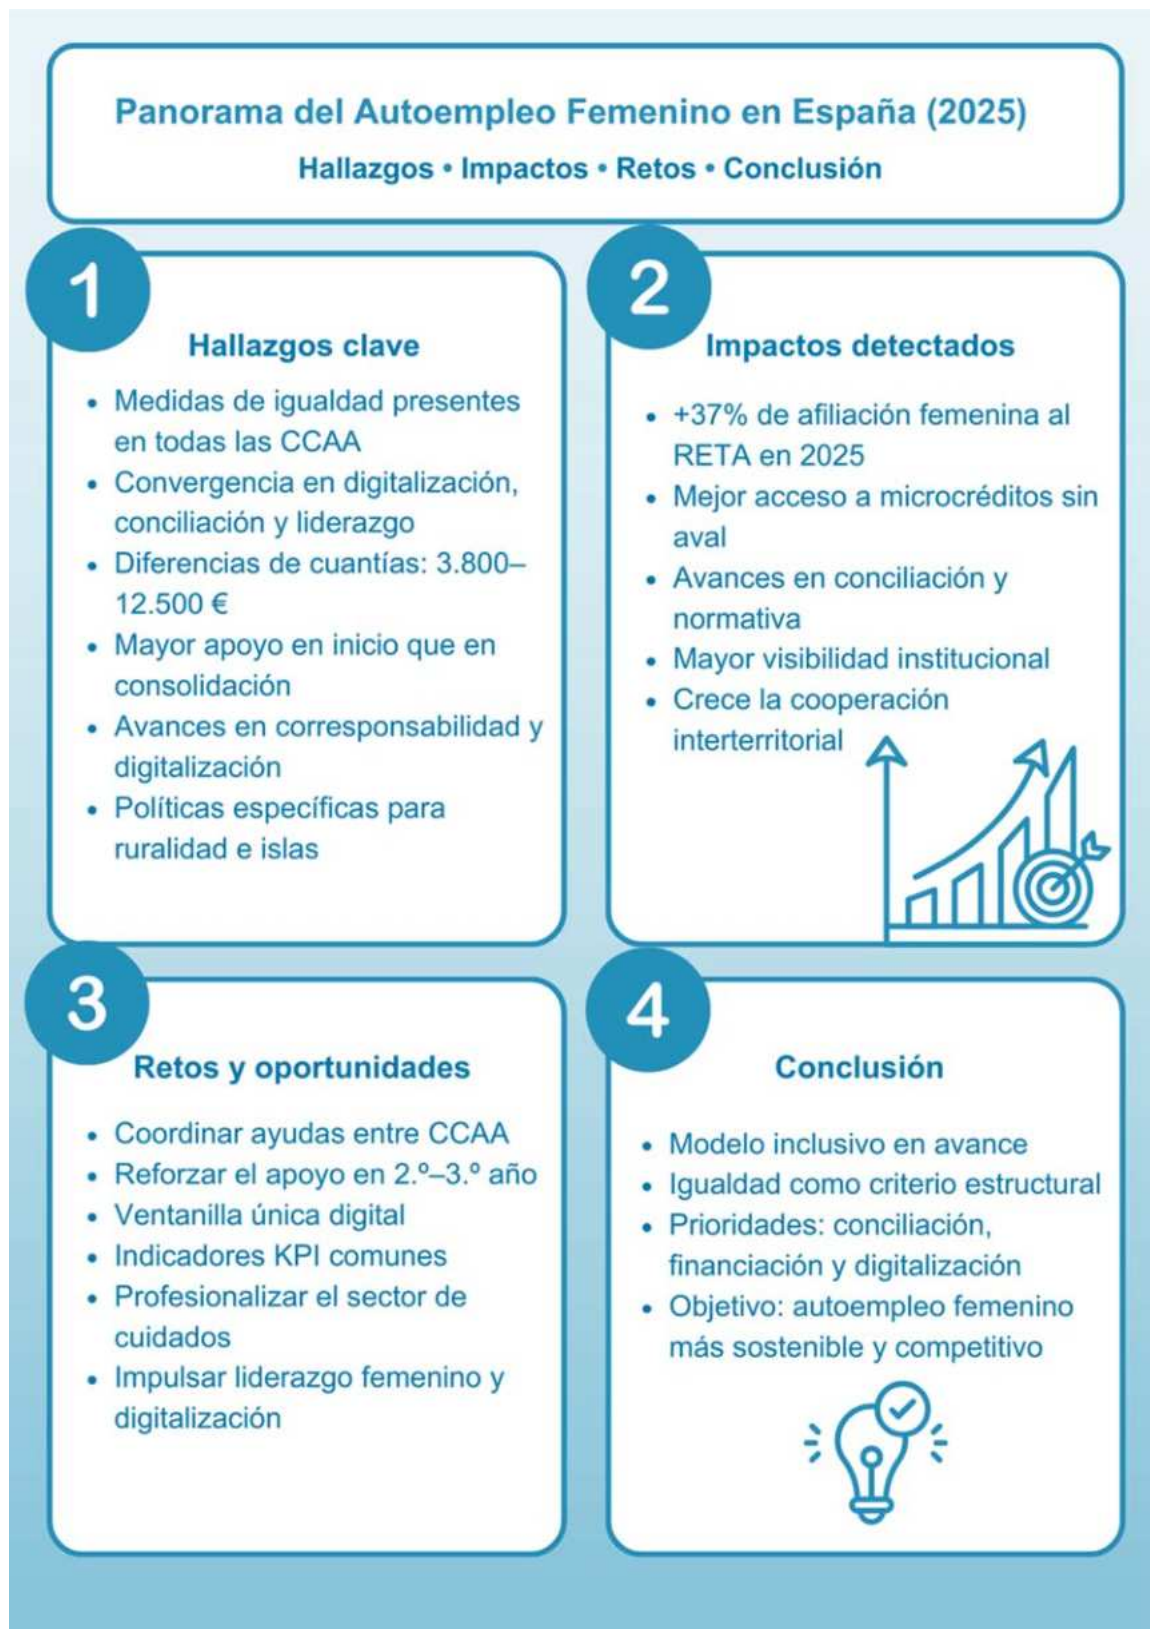 Panorama del Autoempleo Femenino en España (2025)
Hallazgos • Impactos • Retos • Conclusión
1
Hallazgos clave
• Medidas de igualdad presentes
en todas las CCAA
• Convergencia en digitalización,
conciliación y liderazgo
• Diferencias de cuantías: 3.800–
12.500 €
• Mayor apoyo en inicio que en
consolidación
• Avances en corresponsabilidad y
digitalización
• Políticas específicas para
ruralidad e islas
2
Impactos detectados
• +37% de afiliación femenina al
RETA en 2025
• Mejor acceso a microcréditos sin
aval
• Avances en conciliación y
normativa
• Mayor visibilidad institucional
• Crece la cooperación
interterritorial
3
Retos y oportunidades
• Coordinar ayudas entre CCAA
• Reforzar el apoyo en 2.º–3.º año
• Ventanilla única digital
• Indicadores KPI comunes
• Profesionalizar el sector de
cuidados
• Impulsar liderazgo femenino y
digitalización
4
Conclusión
• Modelo inclusivo en avance
• Igualdad como criterio estructural
• Prioridades: conciliación,
financiación y digitalización
• Objetivo: autoempleo femenino
más sostenible y competitivo